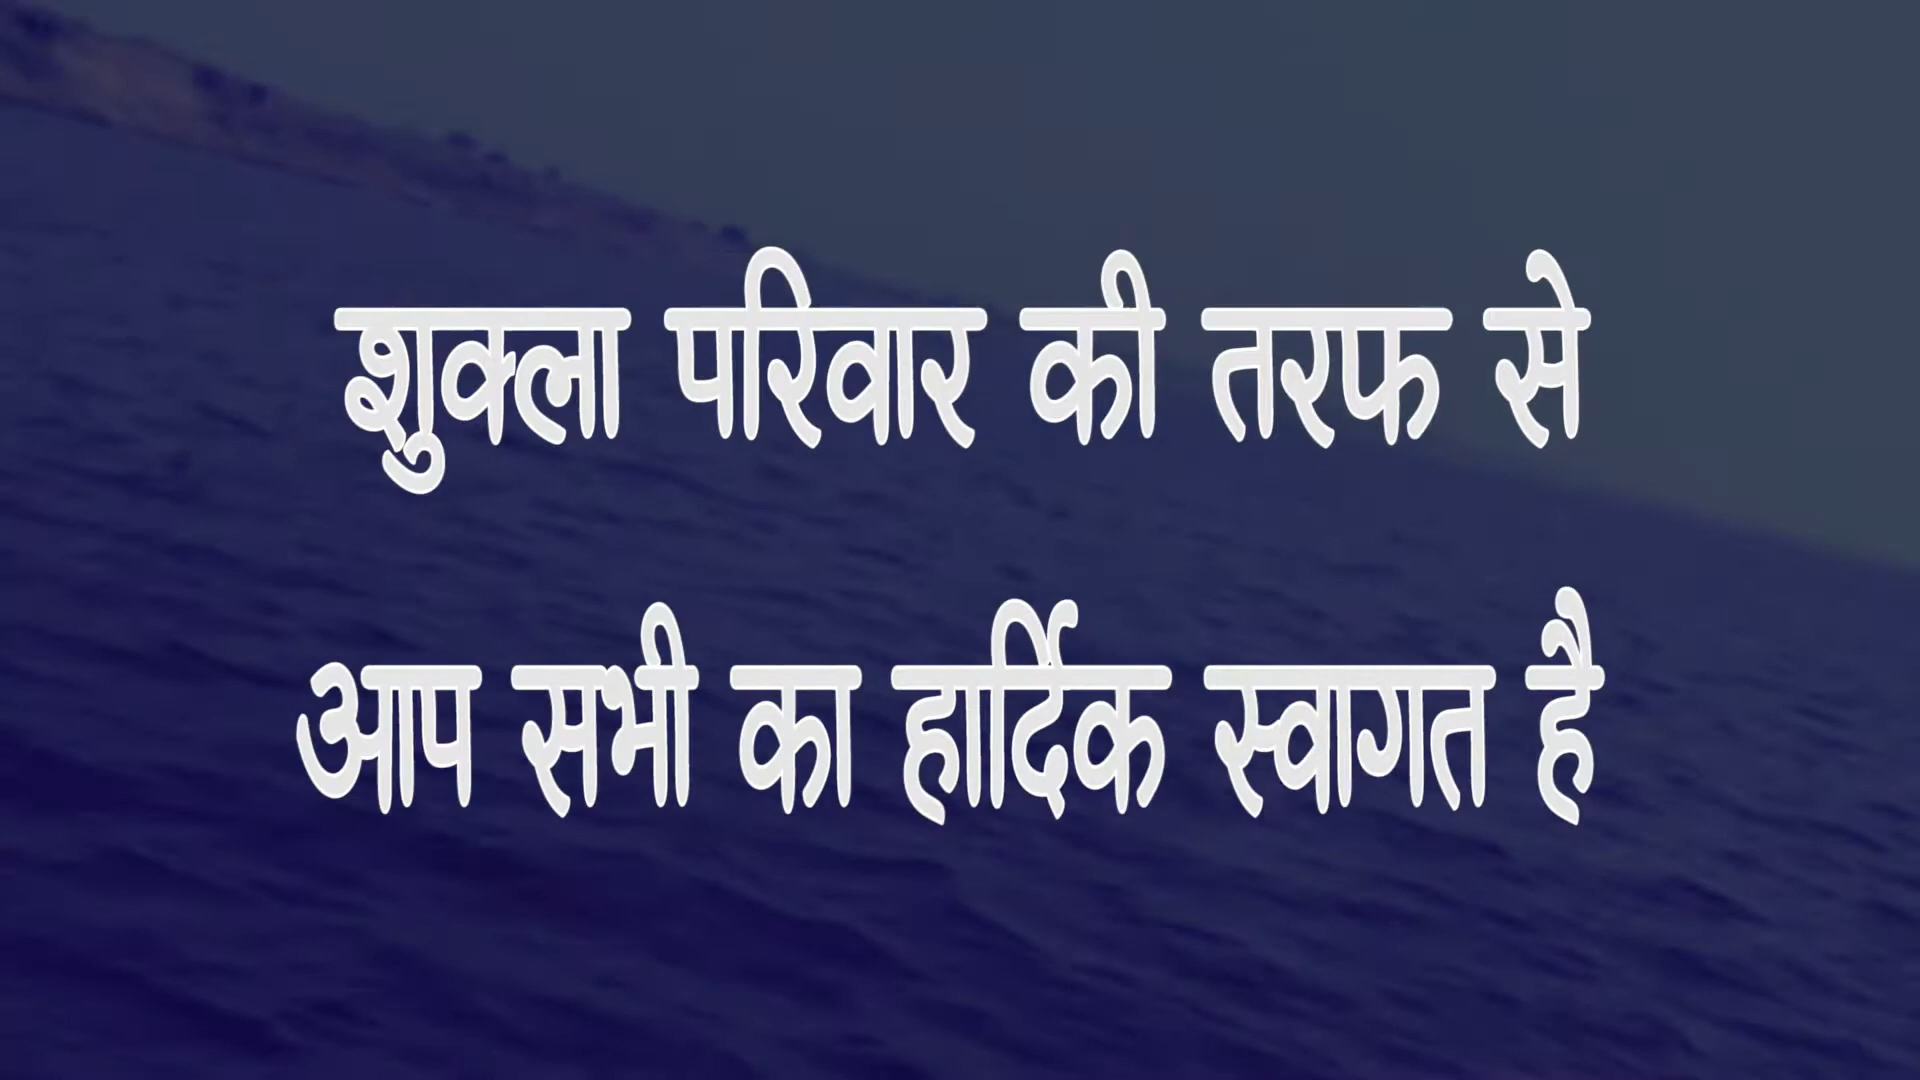 शुक्ला परिवार की तरफ से
आप सभी का हार्दिक स्वागत है